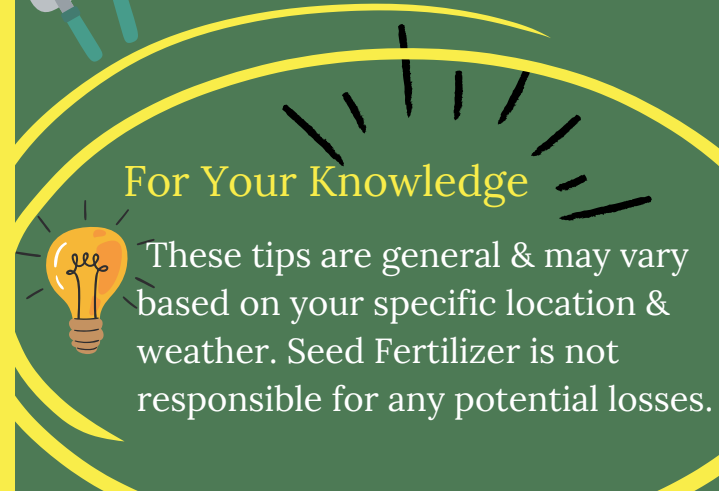 For Your Knowledge
These tips are general & may vary
based on your specific location &
weather. Seed Fertilizer is not
responsible for any potential losses.